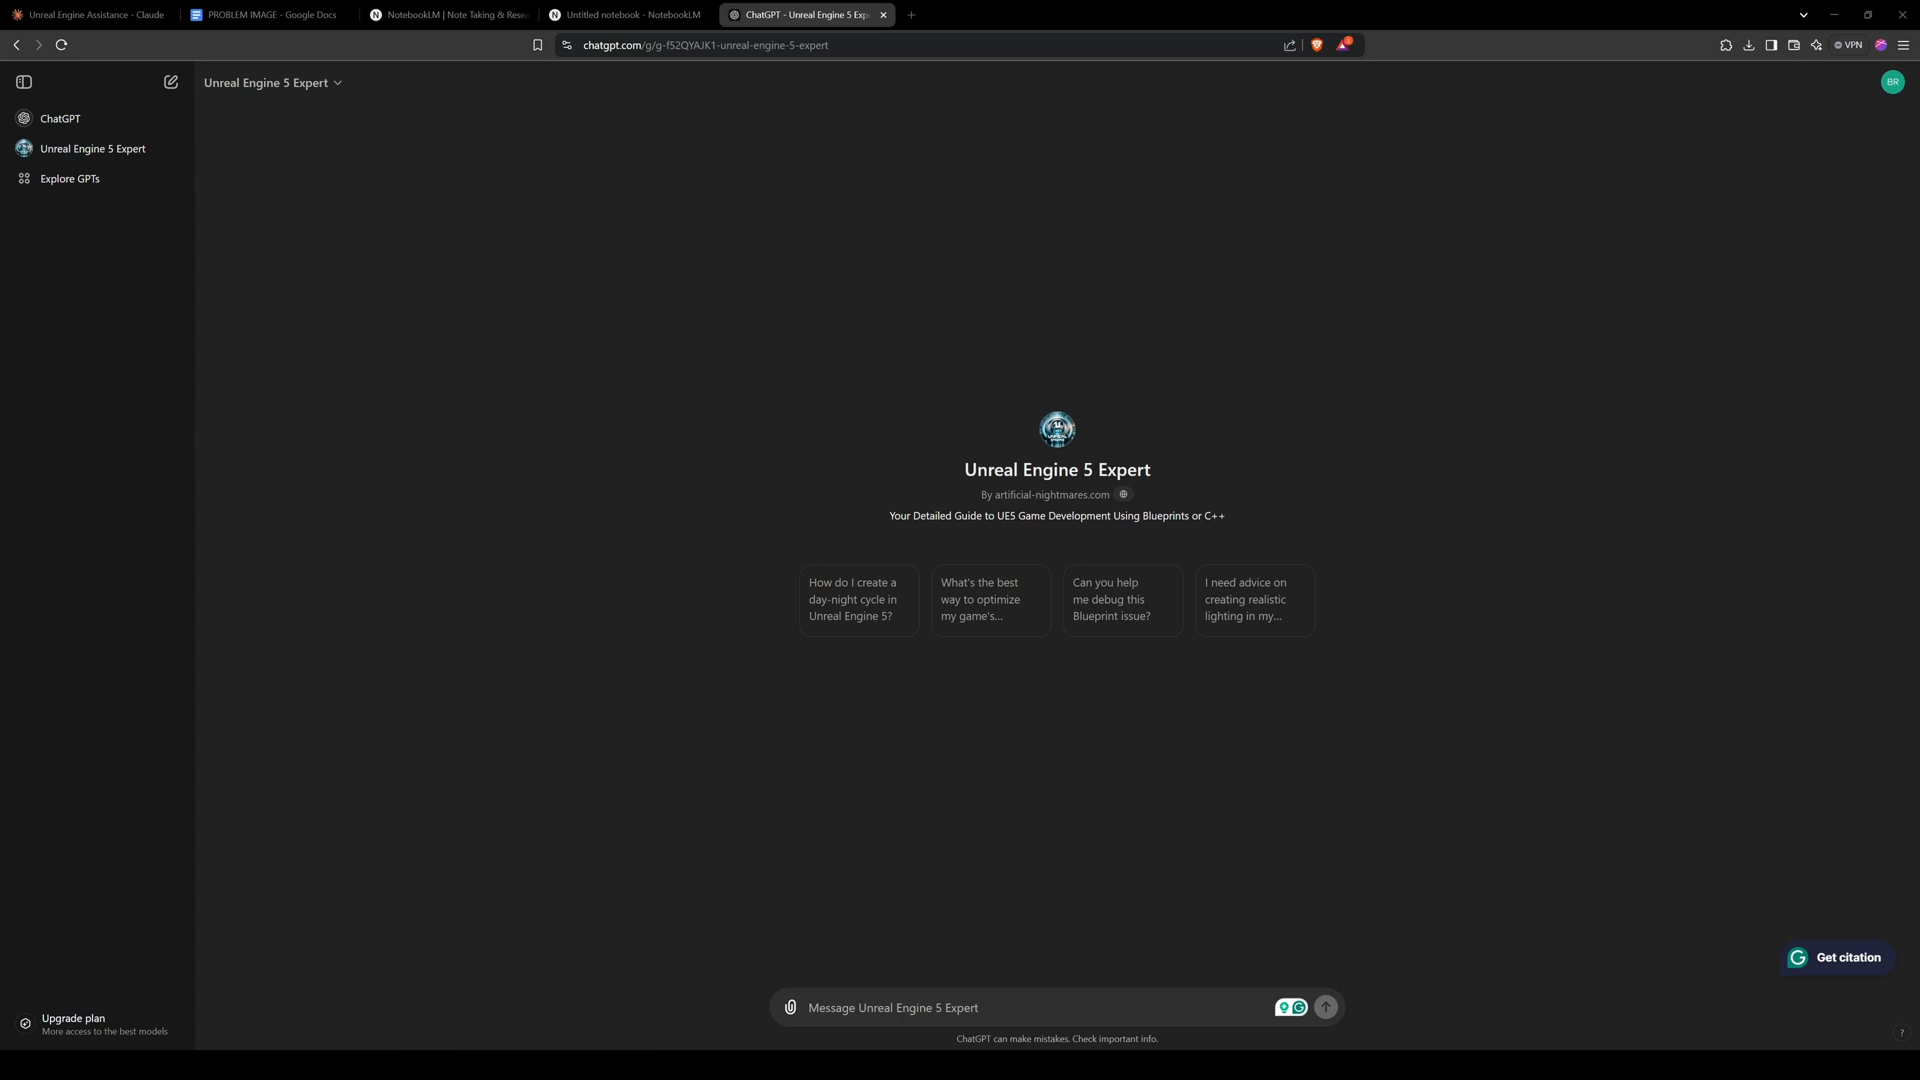 Unreal Engine Assistance - Claude
PROBLEM IMAGE - Google Docs
NotebookLM | Note Taking & Resea
Untitled notebook - NotebookLM
ChatGPT - Unreal Engine 5 Exp
chatgpt.com/g/g-f52QYAJK1-unreal-engine-5-expert
3
VPN
Unreal Engine 5 Expert
BR
ChatGPT
Unreal Engine 5 Expert
Explore GPTs
Unreal Engine 5 Expert
By artificial-nightmares.com
Your Detailed Guide to UE5 Game Development Using Blueprints or C++
How do I create a
day-night cycle in
Unreal Engine 5?
What's the best
way to optimize
my game's...
Can you help
me debug this
Blueprint issue?
I need advice on
creating realistic
lighting in my...
Get citation
Message Unreal Engine 5 Expert
Upgrade plan
More access to the best models
ChatGPT can make mistakes. Check important info.
?